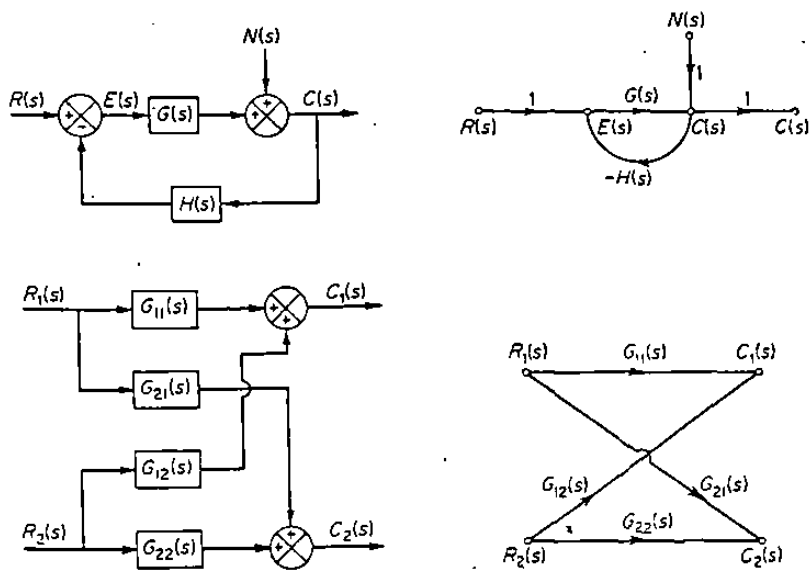 N(s)
R(s) E(s) G(s) C(s)
+ - + +
H(s)
N(s)
1
1 G(s) 1
R(s) E(s) C(s) C(s)
-H(s)
R₁(s) G₁₁(s) C₁(s)
+ +
G₂₁(s)
G₁₂(s)
R₂(s) G₂₂(s) C₂(s)
+ +
R₁(s) G₁₁(s) C₁(s)
G₁₂(s) G₂₁(s)
G₂₂(s)
R₂(s) C₂(s)